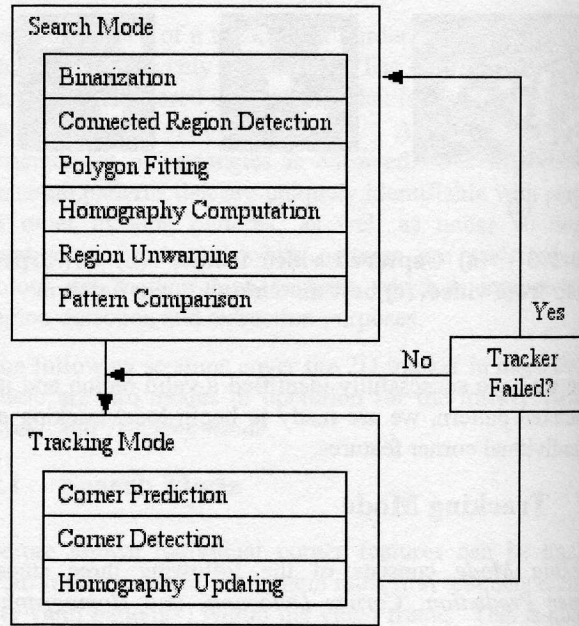 Search Mode
Binarization
Connected Region Detection
Polygon Fitting
Homography Computation
Region Unwarping
Pattern Comparison
Yes
No
Tracker
Failed?
Tracking Mode
Corner Prediction
Corner Detection
Homography Updating